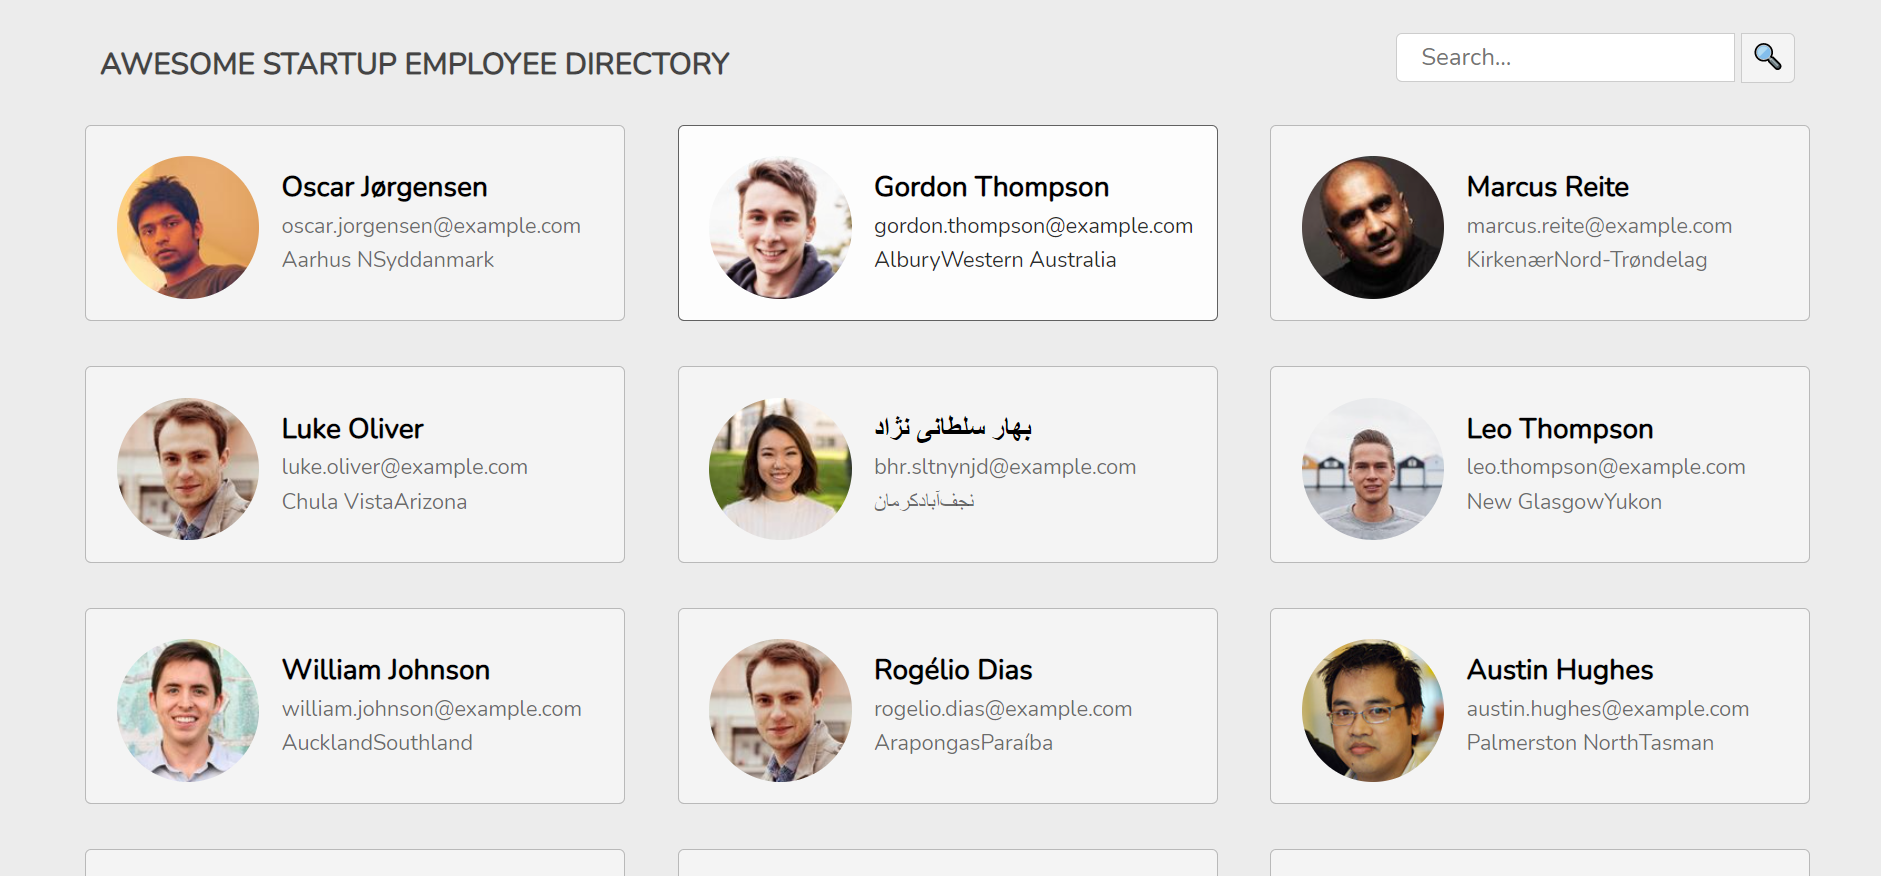 AWESOME STARTUP EMPLOYEE DIRECTORY
Search...
Oscar Jørgensen
oscar.jorgensen@example.com
Aarhus NSyddanmark
Gordon Thompson
gordon.thompson@example.com
AlburyWestern Australia
Marcus Reite
marcus.reite@example.com
KirkenærNord-Trøndelag
Luke Oliver
luke.oliver@example.com
Chula VistaArizona
بهار سلطانی نژاد
bhr.sltnynjd@example.com
نجف‌آبادکرمان
Leo Thompson
leo.thompson@example.com
New GlasgowYukon
William Johnson
william.johnson@example.com
AucklandSouthland
Rogélio Dias
rogelio.dias@example.com
ArapongasParaíba
Austin Hughes
austin.hughes@example.com
Palmerston NorthTasman